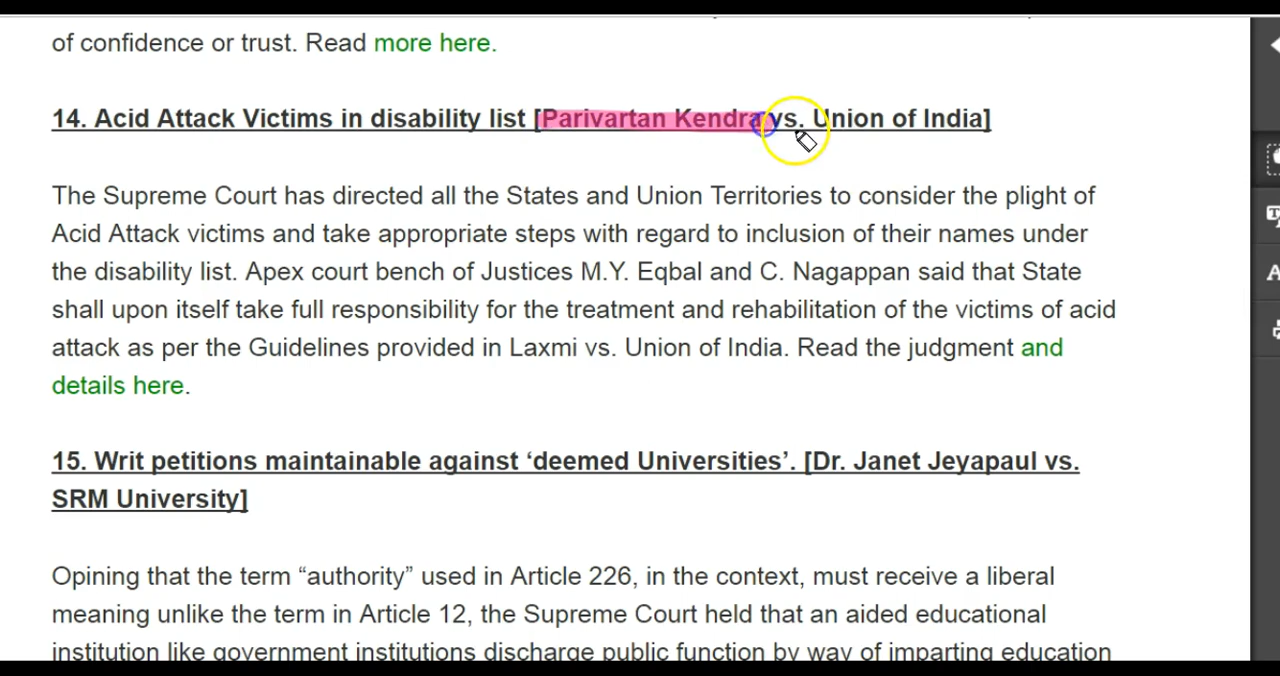 of confidence or trust. Read more here.
14. Acid Attack Victims in disability list [Parivartan Kendra vs. Union of India]
The Supreme Court has directed all the States and Union Territories to consider the plight of
Acid Attack victims and take appropriate steps with regard to inclusion of their names under
the disability list. Apex court bench of Justices M.Y. Eqbal and C. Nagappan said that State
shall upon itself take full responsibility for the treatment and rehabilitation of the victims of acid
attack as per the Guidelines provided in Laxmi vs. Union of India. Read the judgment and
details here.
15. Writ petitions maintainable against ‘deemed Universities’. [Dr. Janet Jeyapaul vs.
SRM University]
Opining that the term “authority” used in Article 226, in the context, must receive a liberal
meaning unlike the term in Article 12, the Supreme Court held that an aided educational
institution like government institutions discharge public function by way of imparting education